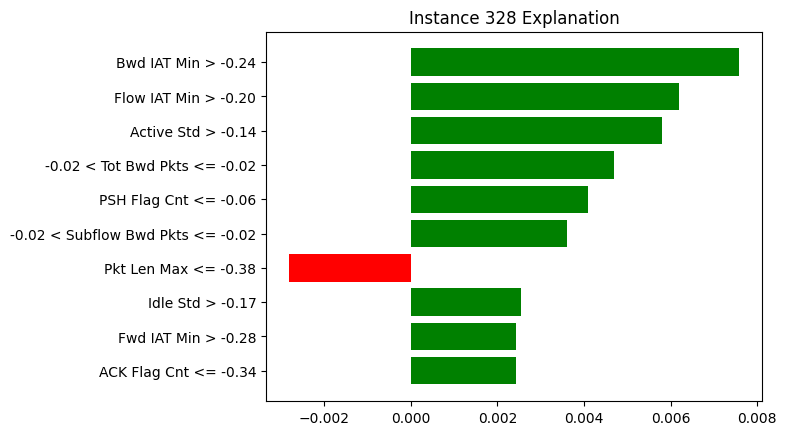 Instance 328 Explanation
Bwd IAT Min > -0.24
Flow IAT Min > -0.20
Active Std > -0.14
-0.02 < Tot Bwd Pkts <= -0.02
PSH Flag Cnt <= -0.06
-0.02 < Subflow Bwd Pkts <= -0.02
Pkt Len Max <= -0.38
Idle Std > -0.17
Fwd IAT Min > -0.28
ACK Flag Cnt <= -0.34
−0.002 0.000 0.002 0.004 0.006 0.008